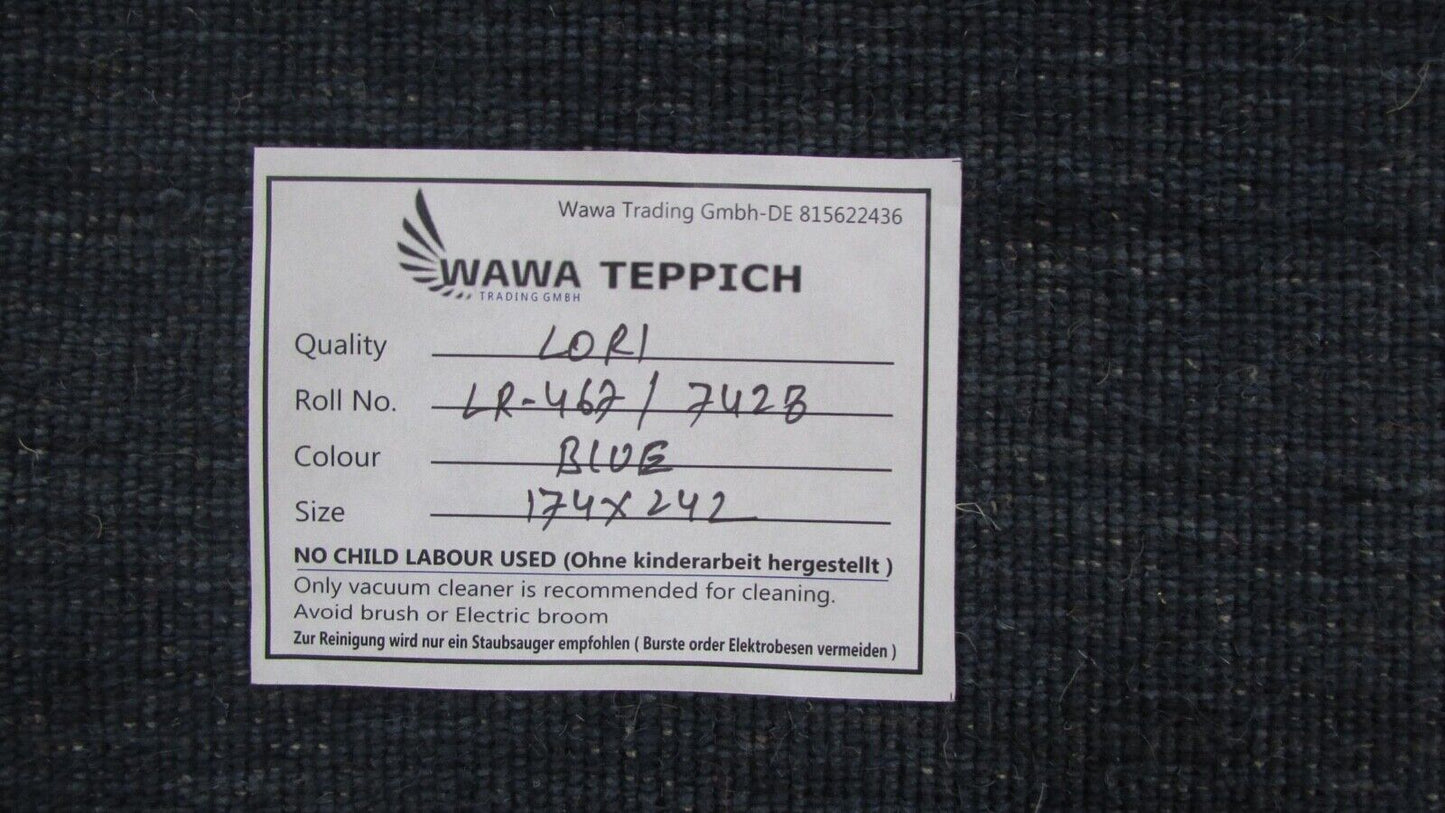 Wawa Trading Gmbh-DE 815622436
WAWA TEPPICH
TRADING GMBH
Quality LORI
Roll No. LR-467 / 7428
Colour BLUE
Size 174X242
NO CHILD LABOUR USED (Ohne kinderarbeit hergestellt )
Only vacuum cleaner is recommended for cleaning.
Avoid brush or Electric broom
Zur Reinigung wird nur ein Staubsauger empfohlen ( Burste order Elektrobesen vermeiden )